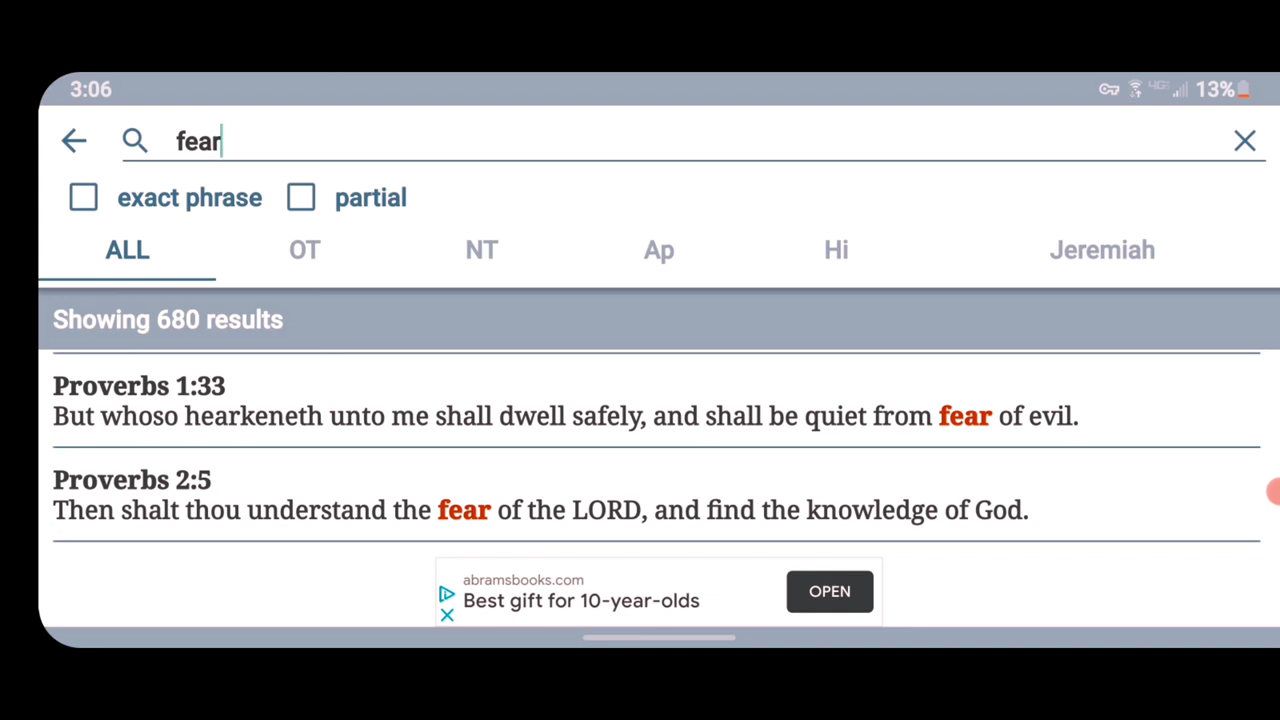 3:06 13%
fear
exact phrase partial
ALL OT NT Ap Hi Jeremiah
Showing 680 results
Proverbs 1:33
But whoso hearkeneth unto me shall dwell safely, and shall be quiet from fear of evil.
Proverbs 2:5
Then shalt thou understand the fear of the LORD, and find the knowledge of God.
abramsbooks.com
Best gift for 10-year-olds
OPEN